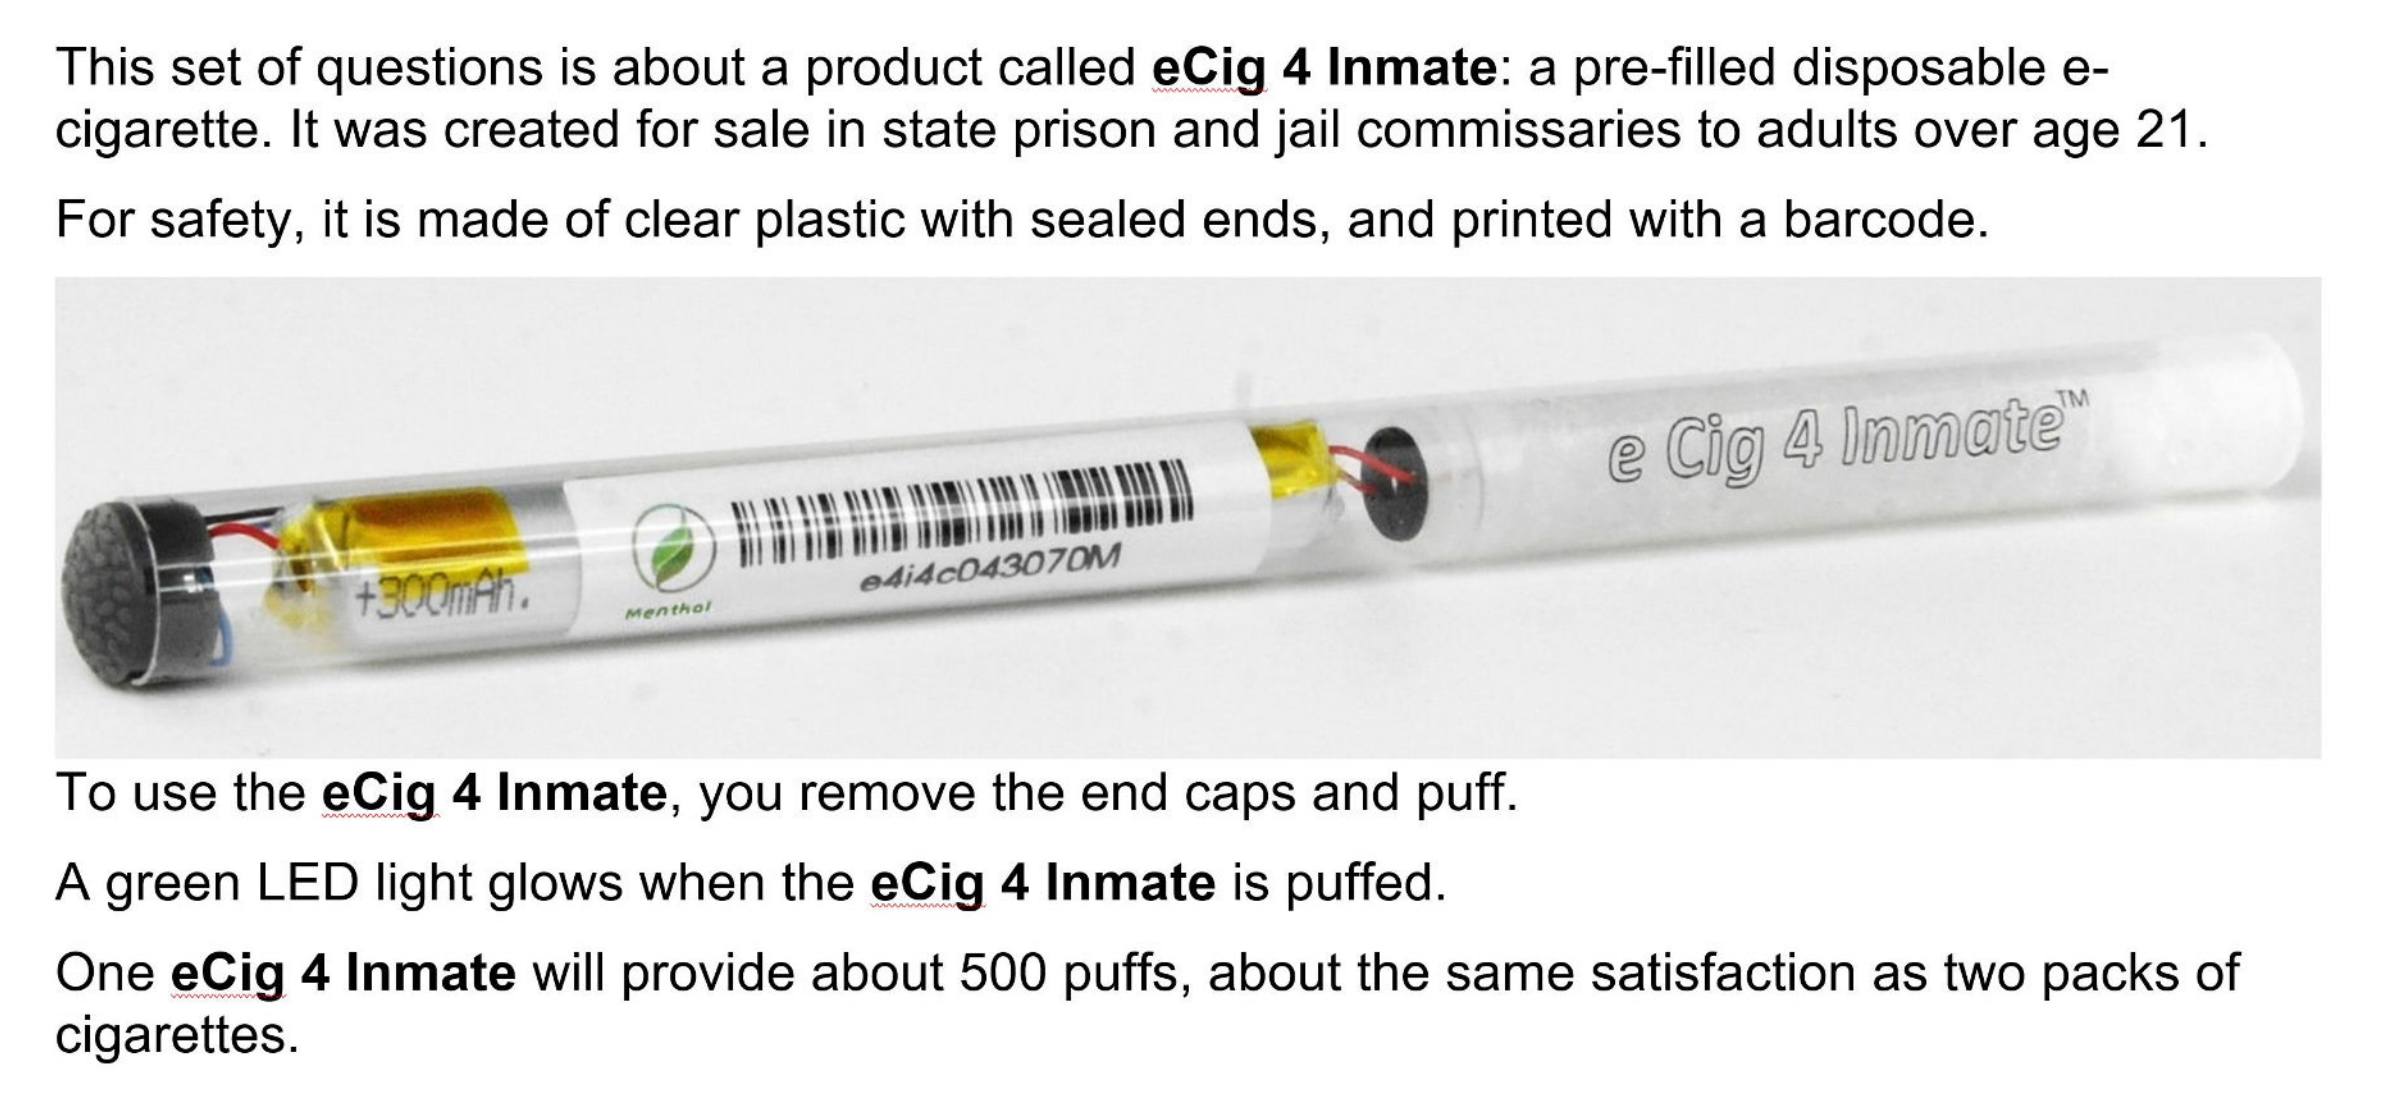 This set of questions is about a product called eCig 4 Inmate: a pre-filled disposable e-
cigarette. It was created for sale in state prison and jail commissaries to adults over age 21.
For safety, it is made of clear plastic with sealed ends, and printed with a barcode.
e Cig 4 Inmate™
+300mAh.
Menthol
e4i4c043070M
To use the eCig 4 Inmate, you remove the end caps and puff.
A green LED light glows when the eCig 4 Inmate is puffed.
One eCig 4 Inmate will provide about 500 puffs, about the same satisfaction as two packs of
cigarettes.